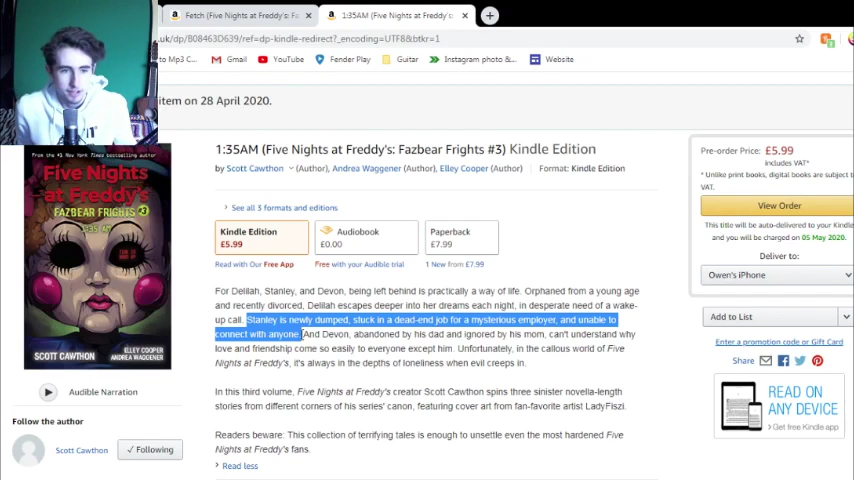 Fetch (Five Nights at Freddy's: Fa
1:35AM (Five Nights at Freddy's
.uk/dp/B08463D639/ref=dp-kindle-redirect?_encoding=UTF8&btkr=1
to Mp3 C...
Gmail
YouTube
Fender Play
Guitar
Instagram photo &...
Website
item on 28 April 2020.
1:35AM (Five Nights at Freddy's: Fazbear Frights #3) Kindle Edition
by Scott Cawthon (Author), Andrea Waggener (Author), Elley Cooper (Author) Format: Kindle Edition
See all 3 formats and editions
Kindle Edition
£5.99
Audiobook
£0.00
Paperback
£7.99
Read with Our Free App
Free with your Audible trial
1 New from £7.99
For Delilah, Stanley, and Devon, being left behind is practically a way of life. Orphaned from a young age
and recently divorced, Delilah escapes deeper into her dreams each night, in desperate need of a wake-
up call. Stanley is newly dumped, stuck in a dead-end job for a mysterious employer, and unable to
connect with anyone. And Devon, abandoned by his dad and ignored by his mom, can't understand why
love and friendship come so easily to everyone except him. Unfortunately, in the callous world of Five
Nights at Freddy's, it's always in the depths of loneliness when evil creeps in.
In this third volume, Five Nights at Freddy's creator Scott Cawthon spins three sinister novella-length
stories from different corners of his series' canon, featuring cover art from fan-favorite artist LadyFiszi.
Readers beware: This collection of terrifying tales is enough to unsettle even the most hardened Five
Nights at Freddy's fans.
Read less
From the #1 New York Times bestselling author
Five Nights
at Freddy's
FAZBEAR FRIGHTS #3
1:35 AM
TIME TO
WAKE UP
SCOTT CAWTHON
ELLEY COOPER
ANDREA WAGGENER
Audible Narration
Follow the author
Scott Cawthon
✓ Following
Pre-order Price: £5.99
includes VAT*
* Unlike print books, digital books are subject to
VAT.
View Order
This title will be auto-delivered to your Kindle
and you will be charged on 05 May 2020.
Deliver to:
Owen's iPhone
Add to List
Enter a promotion code or Gift Card
Share
READ ON
ANY DEVICE
Get free Kindle app